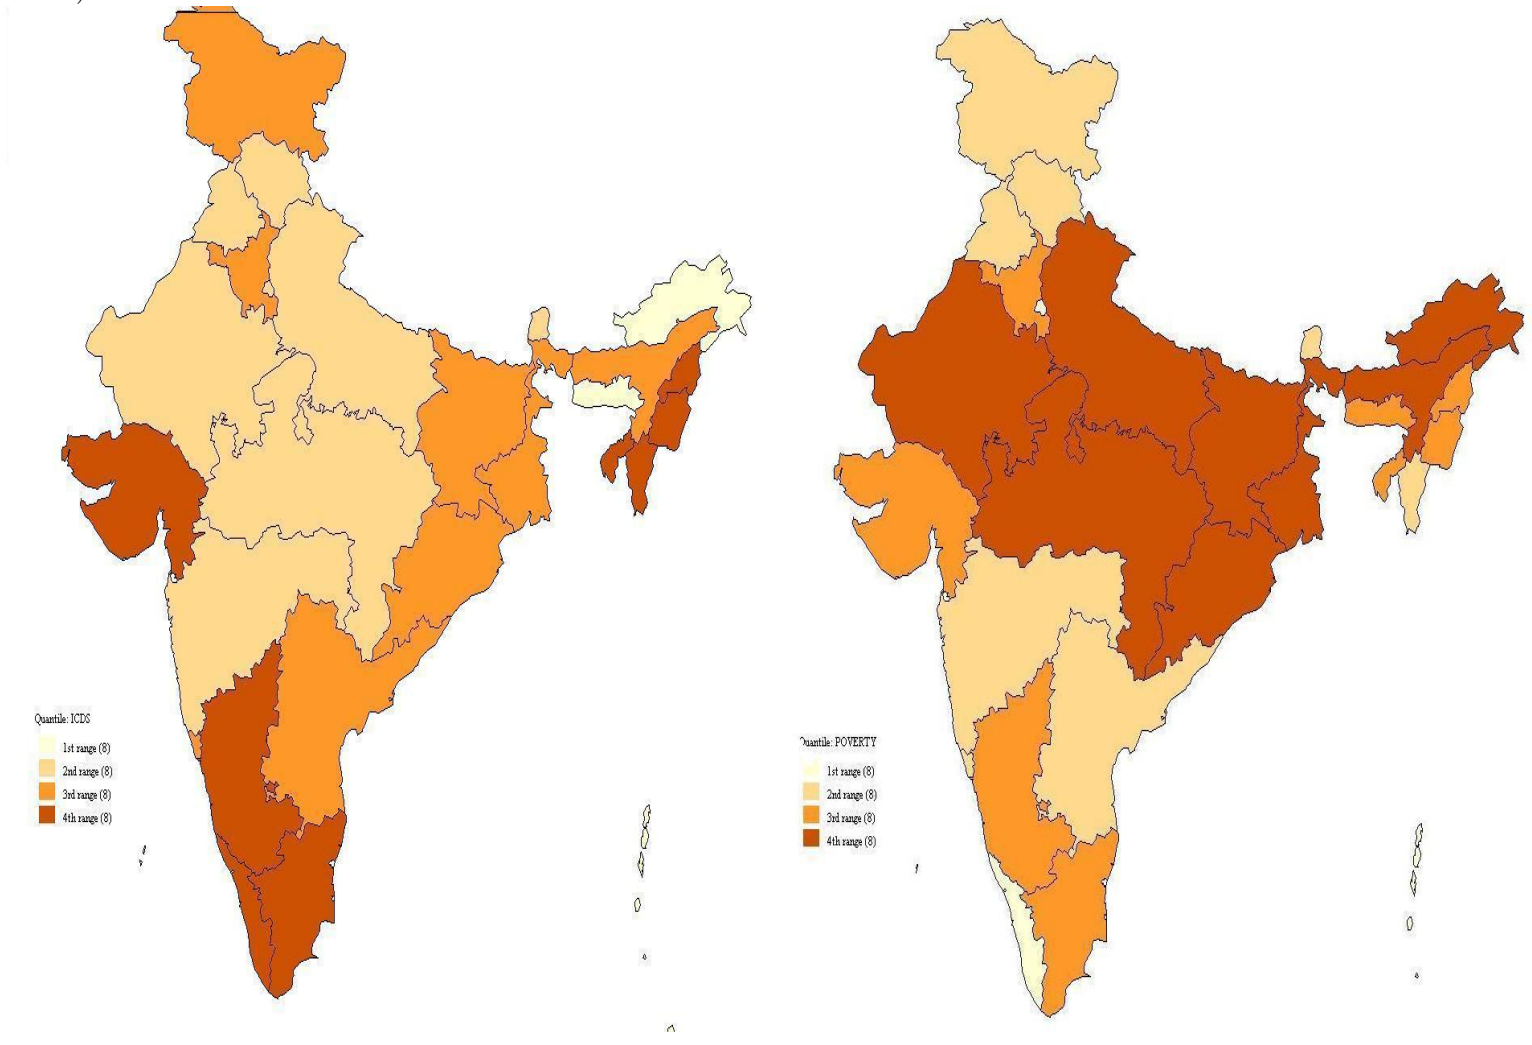 Quantile: ICDS
1st range (8)
2nd range (8)
3rd range (8)
4th range (8)
Quantile: POVERTY
1st range (8)
2nd range (8)
3rd range (8)
4th range (8)